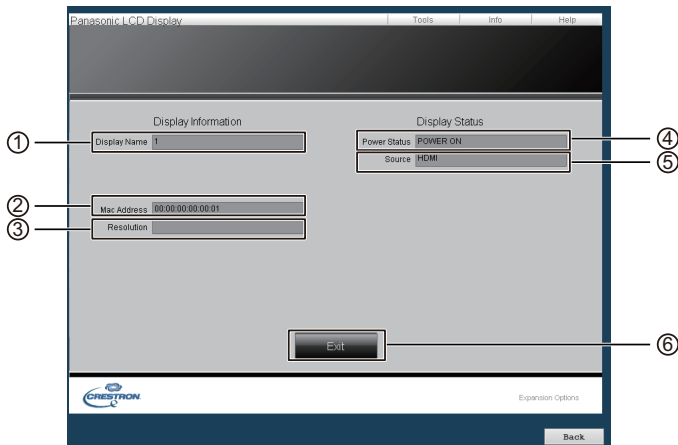 Panasonic LCD Display
Tools Info Help
Display Information
Display Status
① Display Name 1
Power Status POWER ON ④
Source HDMI ⑤
② Mac Address 00:00:00:00:00:01
③ Resolution
Exit ⑥
CRESTRON
Expansion Options
Back